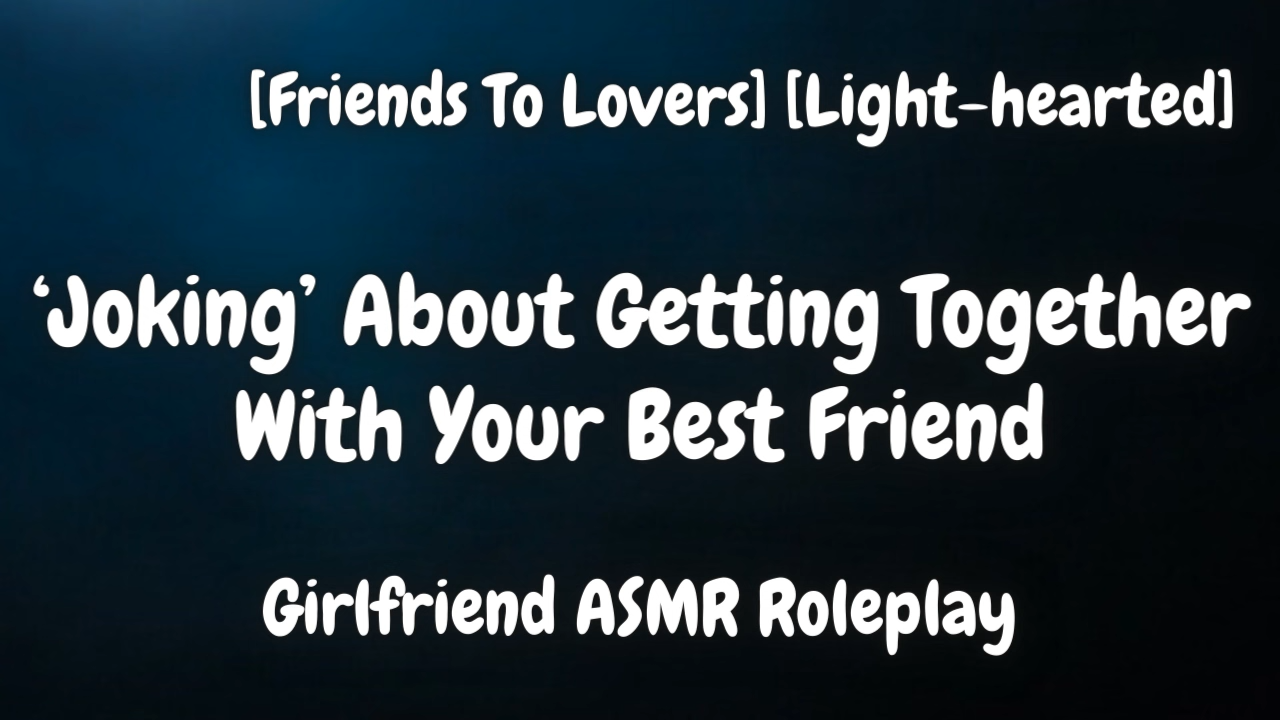 [Friends To Lovers] [Light-hearted]
‘Joking’ About Getting Together
With Your Best Friend
Girlfriend ASMR Roleplay